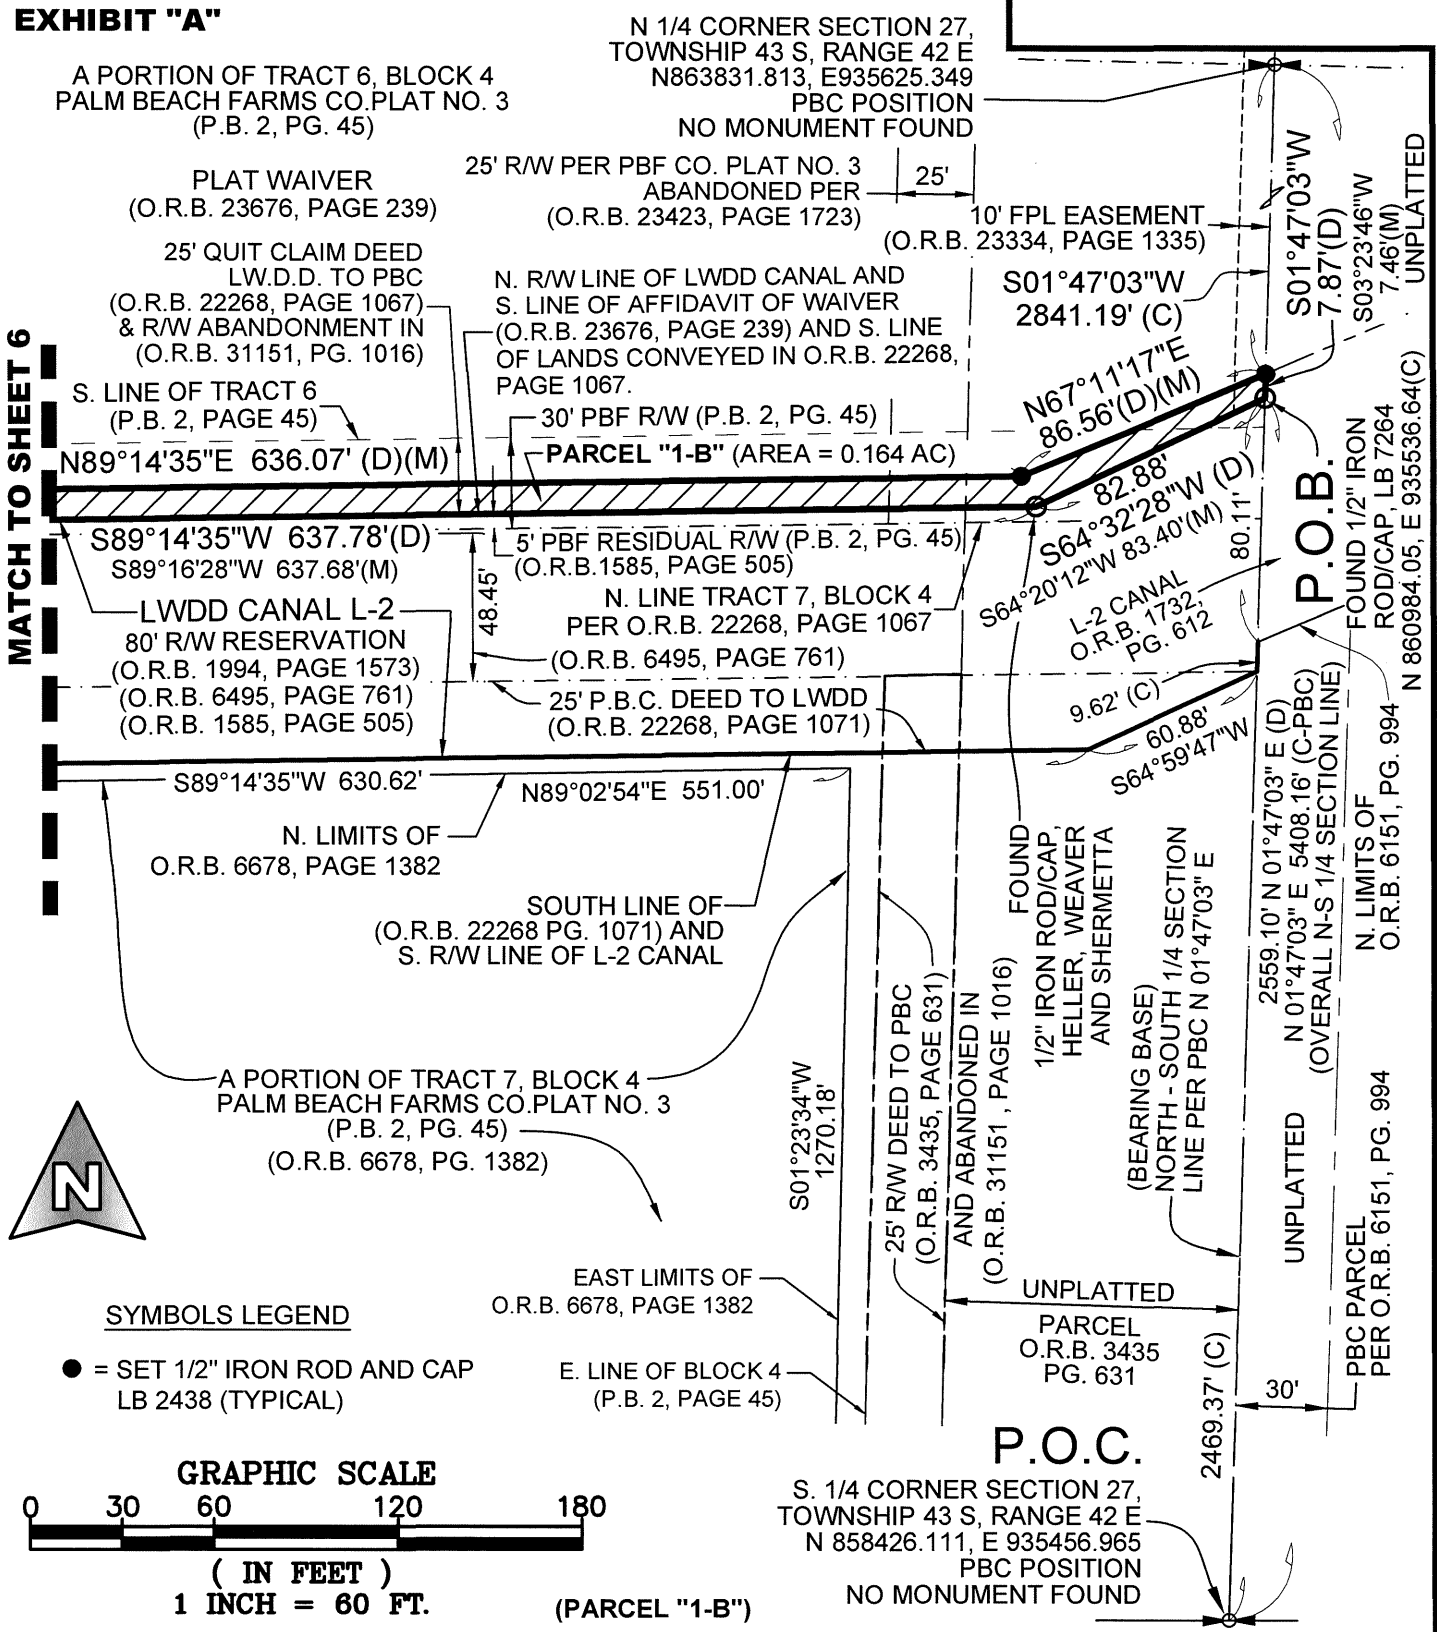 EXHIBIT "A"
A PORTION OF TRACT 6, BLOCK 4
PALM BEACH FARMS CO.PLAT NO. 3
(P.B. 2, PG. 45)
N 1/4 CORNER SECTION 27,
TOWNSHIP 43 S, RANGE 42 E
N863831.813, E935625.349
PBC POSITION
NO MONUMENT FOUND
PLAT WAIVER
(O.R.B. 23676, PAGE 239)
25' R/W PER PBF CO. PLAT NO. 3
ABANDONED PER
(O.R.B. 23423, PAGE 1723)
25'
10' FPL EASEMENT
(O.R.B. 23334, PAGE 1335)
S01°47'03"W
2841.19' (C)
S01°47'03"W
7.87'(D)
S03°23'46"W
7.46'(M)
UNPLATTED
25' QUIT CLAIM DEED
LW.D.D. TO PBC
(O.R.B. 22268, PAGE 1067)
& R/W ABANDONMENT IN
(O.R.B. 31151, PG. 1016)
N. R/W LINE OF LWDD CANAL AND
S. LINE OF AFFIDAVIT OF WAIVER
(O.R.B. 23676, PAGE 239) AND S. LINE
OF LANDS CONVEYED IN O.R.B. 22268,
PAGE 1067.
MATCH TO SHEET 6
S. LINE OF TRACT 6
(P.B. 2, PAGE 45)
30' PBF R/W (P.B. 2, PG. 45)
N67°11'17"E
86.56'(D)(M)
N89°14'35"E 636.07' (D)(M)
PARCEL "1-B" (AREA = 0.164 AC)
82.88'
S64°32'28"W (D)
S64°20'12"W 83.40'(M)
80.11'
P.O.B.
FOUND 1/2" IRON
ROD/CAP, LB 7264
N 860984.05, E 935536.64(C)
S89°14'35"W 637.78'(D)
S89°16'28"W 637.68'(M)
5' PBF RESIDUAL R/W (P.B. 2, PG. 45)
(O.R.B.1585, PAGE 505)
48.45'
LWDD CANAL L-2
80' R/W RESERVATION
(O.R.B. 1994, PAGE 1573)
(O.R.B. 6495, PAGE 761)
(O.R.B. 1585, PAGE 505)
N. LINE TRACT 7, BLOCK 4
PER O.R.B. 22268, PAGE 1067
(O.R.B. 6495, PAGE 761)
L-2 CANAL
O.R.B. 1732,
PG. 612
25' P.B.C. DEED TO LWDD
(O.R.B. 22268, PAGE 1071)
9.62' (C)
60.88'
S64°59'47"W
S89°14'35"W 630.62'
N89°02'54"E 551.00'
N. LIMITS OF
O.R.B. 6678, PAGE 1382
SOUTH LINE OF
(O.R.B. 22268 PG. 1071) AND
S. R/W LINE OF L-2 CANAL
FOUND
1/2" IRON ROD/CAP,
HELLER, WEAVER
AND SHERMETTA
(BEARING BASE)
NORTH - SOUTH 1/4 SECTION
LINE PER PBC N 01°47'03" E
2559.10' N 01°47'03" E (D)
N 01°47'03" E 5408.16' (C-PBC)
(OVERALL N-S 1/4 SECTION LINE)
N. LIMITS OF
O.R.B. 6151, PG. 994
A PORTION OF TRACT 7, BLOCK 4
PALM BEACH FARMS CO.PLAT NO. 3
(P.B. 2, PG. 45)
(O.R.B. 6678, PG. 1382)
S01°23'34"W
1270.18'
25' R/W DEED TO PBC
(O.R.B. 3435, PAGE 631)
AND ABANDONED IN
(O.R.B. 31151 , PAGE 1016)
UNPLATTED
PBC PARCEL
PER O.R.B. 6151, PG. 994
N
EAST LIMITS OF
O.R.B. 6678, PAGE 1382
UNPLATTED
PARCEL
O.R.B. 3435
PG. 631
SYMBOLS LEGEND
= SET 1/2" IRON ROD AND CAP
LB 2438 (TYPICAL)
E. LINE OF BLOCK 4
(P.B. 2, PAGE 45)
2469.37' (C)
30'
P.O.C.
S. 1/4 CORNER SECTION 27,
TOWNSHIP 43 S, RANGE 42 E
N 858426.111, E 935456.965
PBC POSITION
NO MONUMENT FOUND
GRAPHIC SCALE
0 30 60 120 180
( IN FEET )
1 INCH = 60 FT.
(PARCEL "1-B")